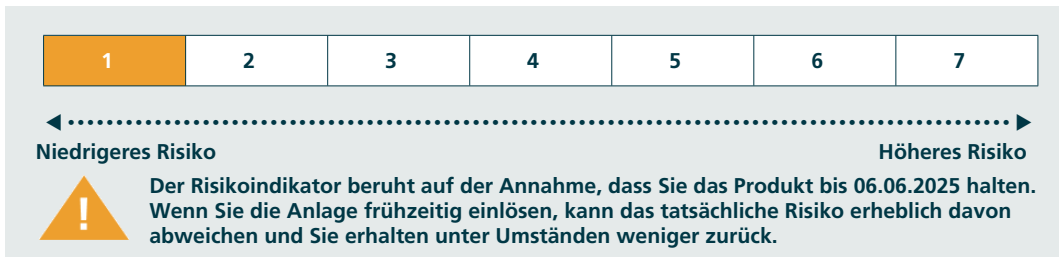 1 2 3 4 5 6 7
Niedrigeres Risiko Höheres Risiko
! Der Risikoindikator beruht auf der Annahme, dass Sie das Produkt bis 06.06.2025 halten.
Wenn Sie die Anlage frühzeitig einlösen, kann das tatsächliche Risiko erheblich davon
abweichen und Sie erhalten unter Umständen weniger zurück.